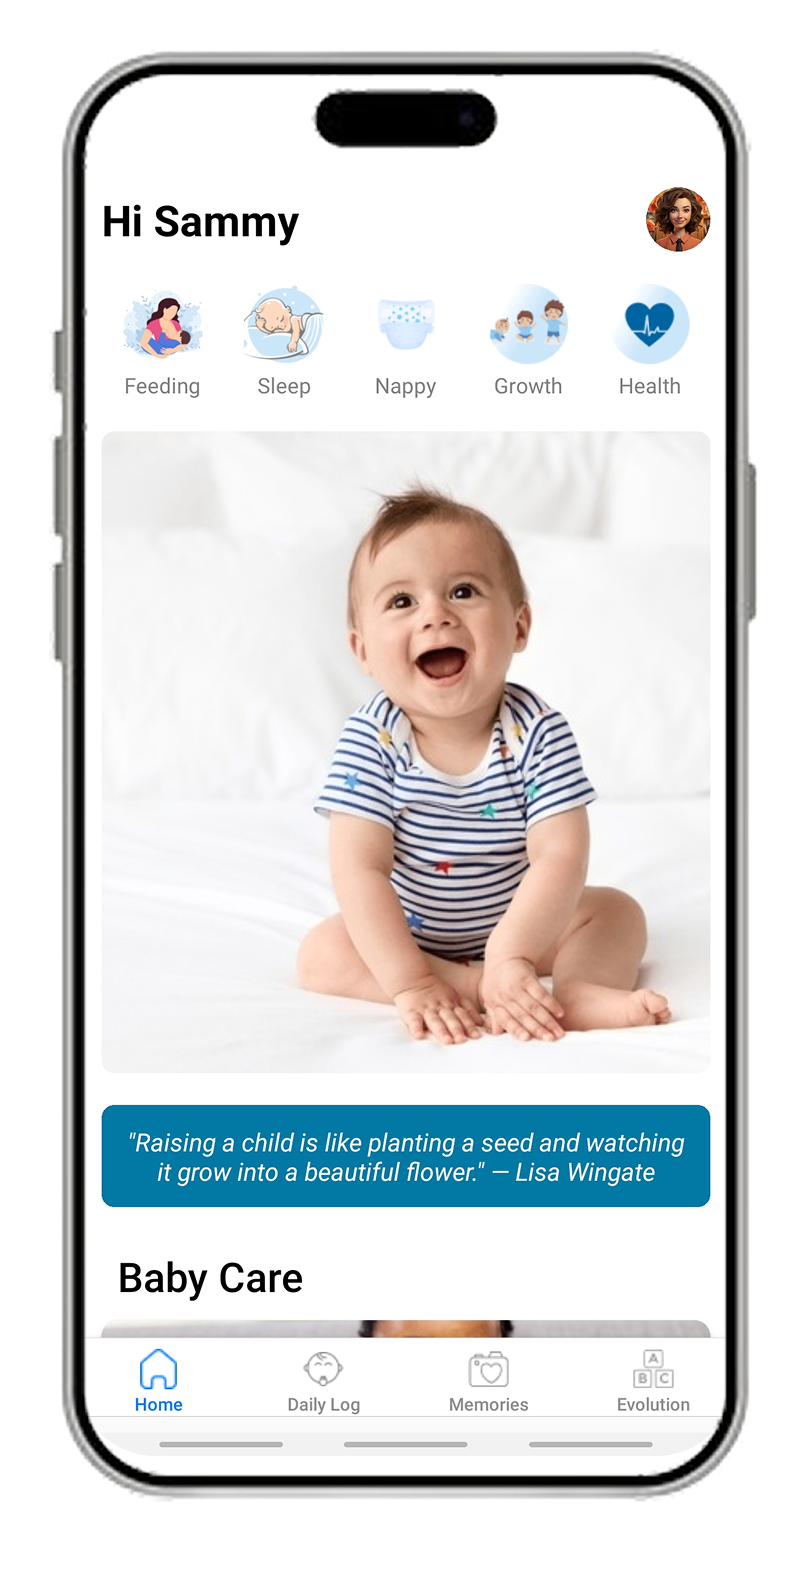 Hi Sammy
Feeding
Sleep
Nappy
Growth
Health
"Raising a child is like planting a seed and watching
it grow into a beautiful flower." — Lisa Wingate
Baby Care
A
B C
Home
Daily Log
Memories
Evolution